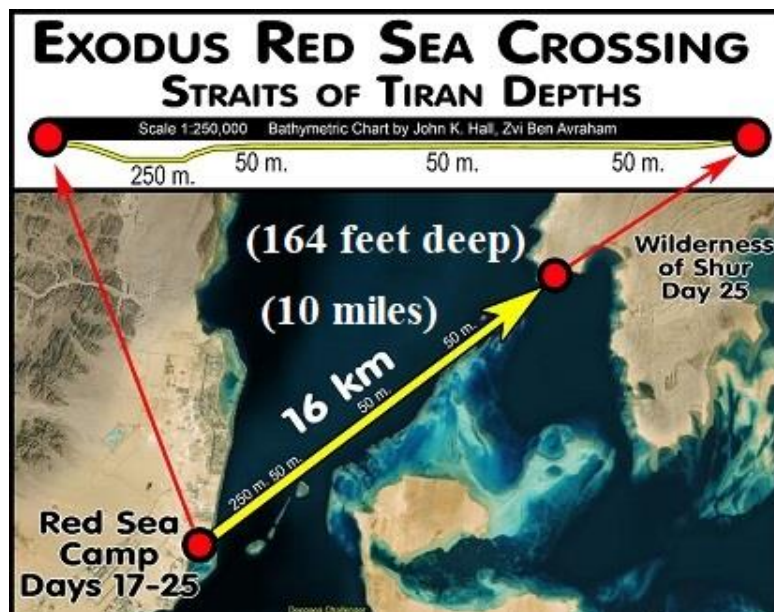 EXODUS RED SEA CROSSING
STRAITS OF TIRAN DEPTHS
Scale 1:250,000 Bathymetric Chart by John K. Hall, Zvi Ben Avraham
250 m. 50 m. 50 m. 50 m.
(164 feet deep)
Wilderness
of Shur
Day 25
(10 miles)
16 km
250 m. 50 m. 50 m. 50 m.
Red Sea
Camp
Days 17-25